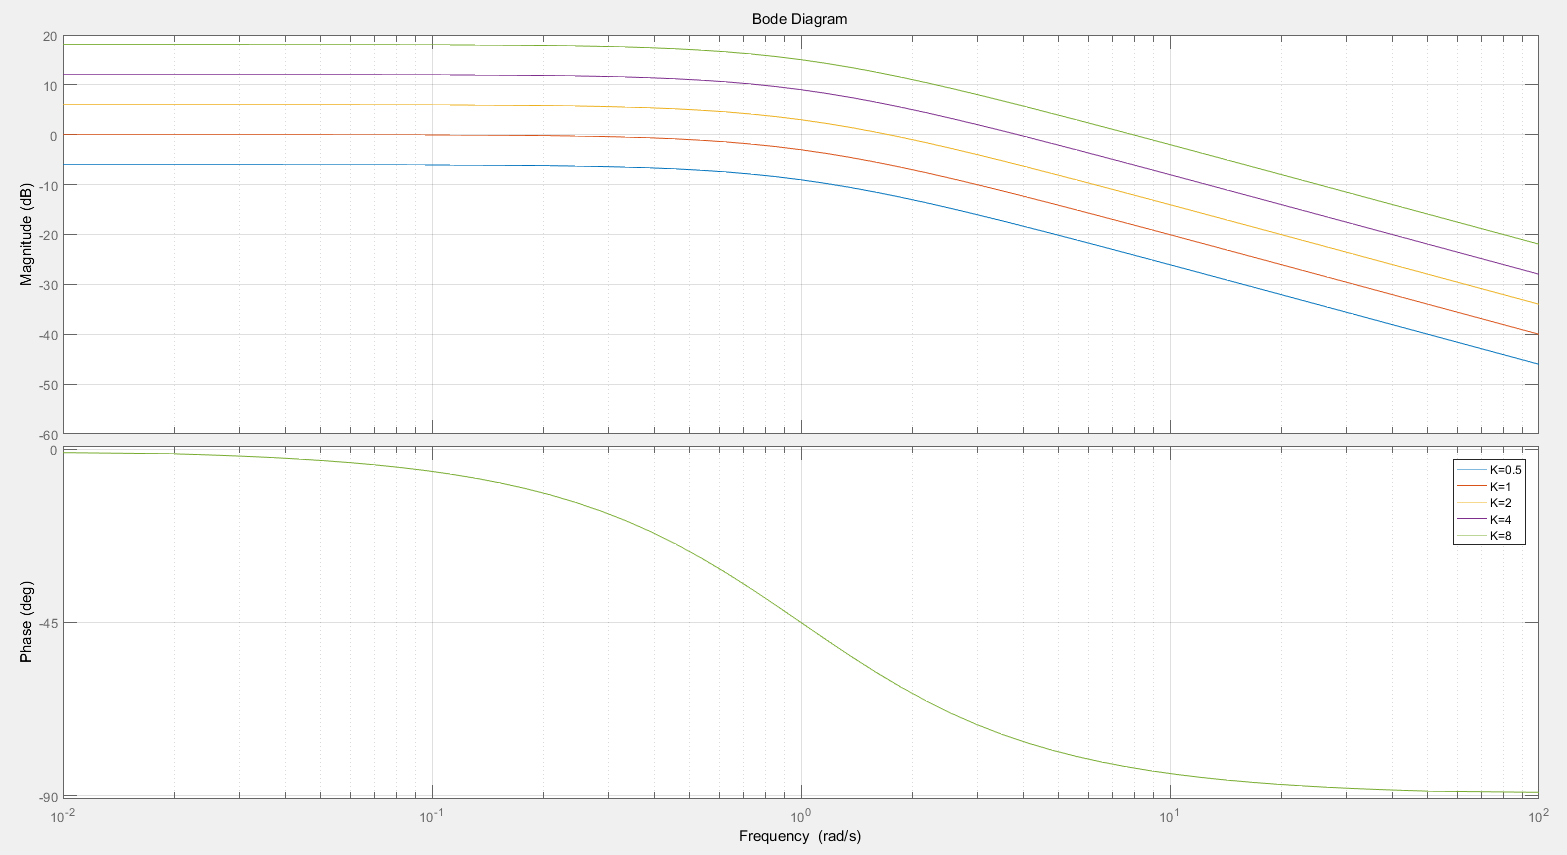 Bode Diagram
Magnitude (dB)
20
10
0
-10
-20
-30
-40
-50
-60
Phase (deg)
0
-45
-90
K=0.5
K=1
K=2
K=4
K=8
10^-2
10^-1
10^0
10^1
10^2
Frequency (rad/s)